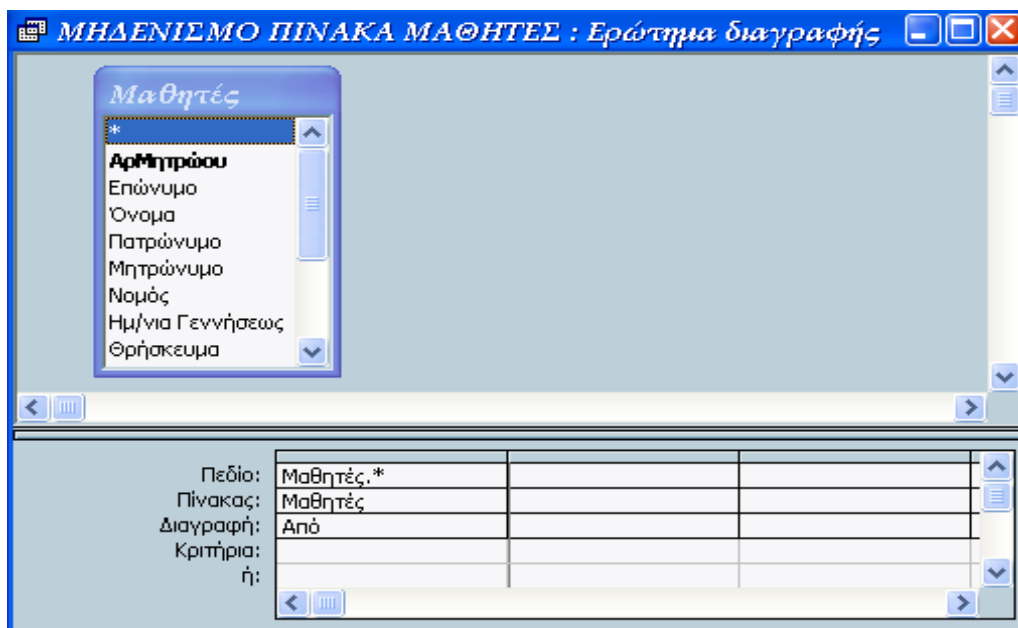 ΜΗΔΕΝΙΣΜΟ ΠΙΝΑΚΑ ΜΑΘΗΤΕΣ : Ερώτημα διαγραφής
Μαθητές
*
ΑρΜητρώου
Επώνυμο
Όνομα
Πατρώνυμο
Μητρώνυμο
Νομός
Ημ/νια Γεννήσεως
Θρήσκευμα
Πεδίο: Μαθητές.*
Πίνακας: Μαθητές
Διαγραφή: Από
Κριτήρια:
ή: